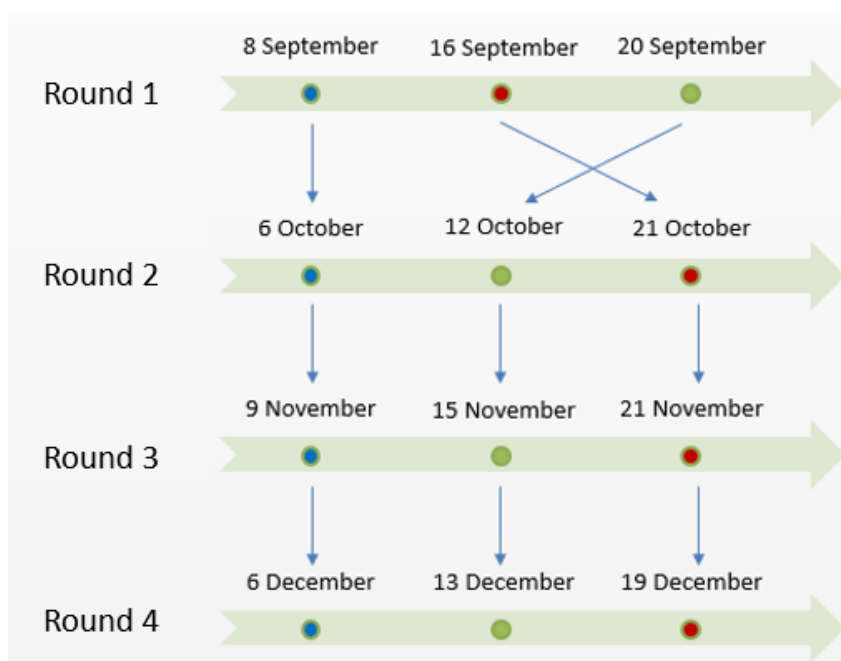 8 September 16 September 20 September
Round 1
6 October 12 October 21 October
Round 2
9 November 15 November 21 November
Round 3
6 December 13 December 19 December
Round 4